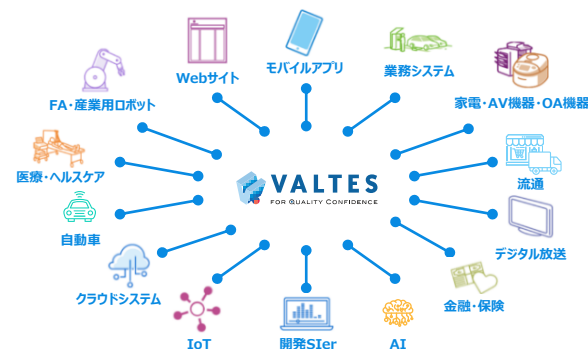 モバイルアプリ
Webサイト
業務システム
FA・産業用ロボット
家電・AV機器・OA機器
医療・ヘルスケア
流通
VALTES
FOR QUALITY CONFIDENCE
自動車
デジタル放送
クラウドシステム
金融・保険
IoT
開発SIer
AI